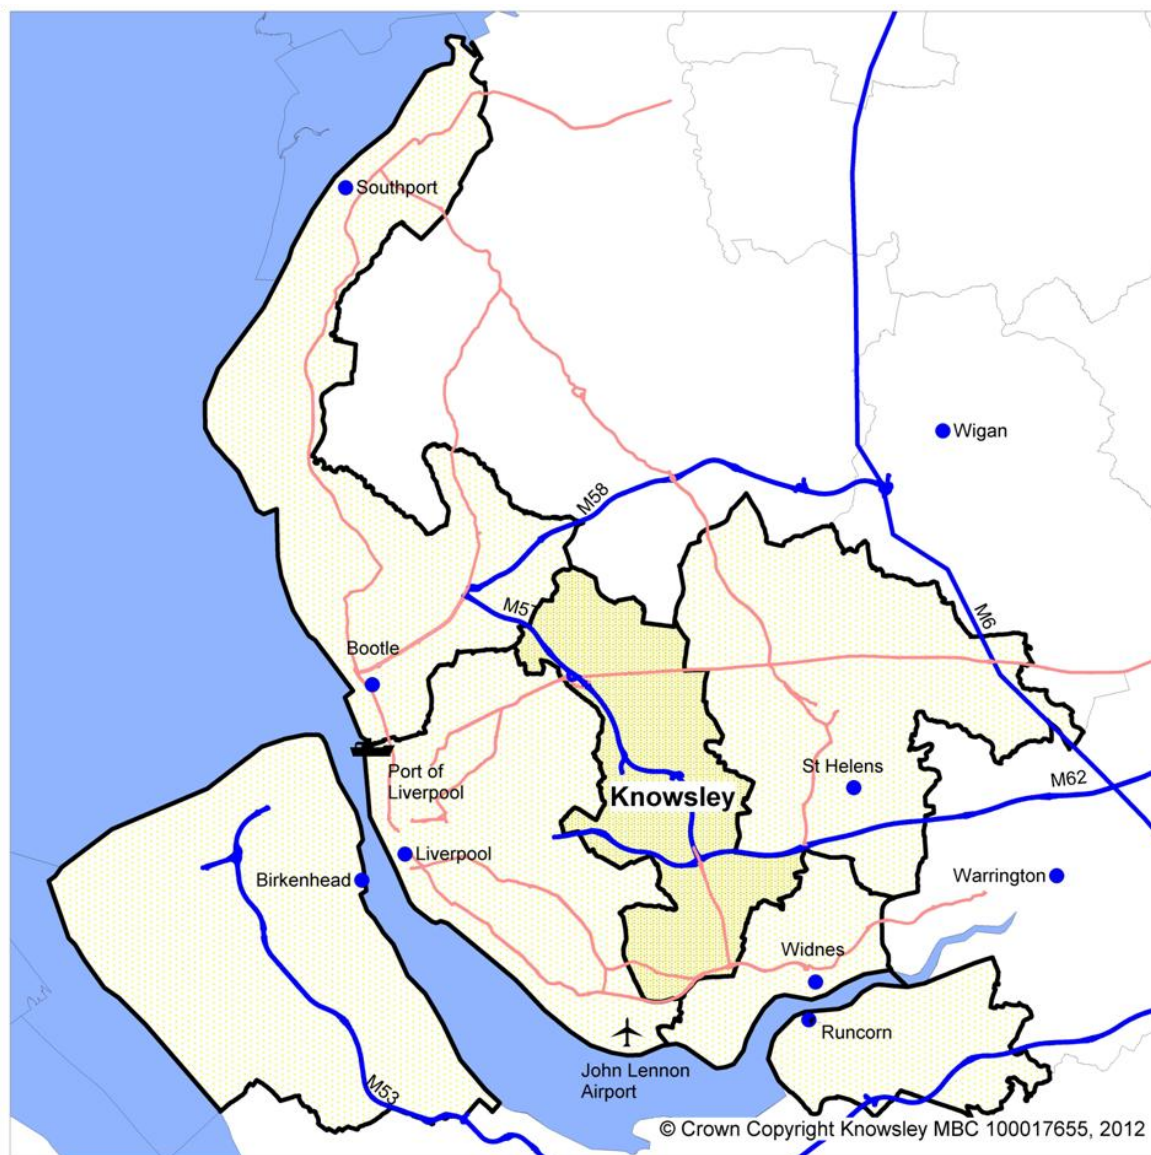 Southport
Wigan
M58
M57
M6
Bootle
St Helens
M62
Port of
Liverpool
Knowsley
Liverpool
Birkenhead
Warrington
Widnes
Runcorn
John Lennon
Airport
M53
© Crown Copyright Knowsley MBC 100017655, 2012